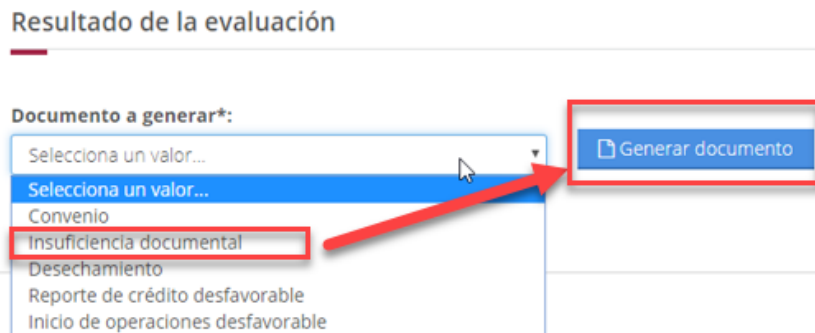 Resultado de la evaluación
Documento a generar*:
Selecciona un valor...
Generar documento
Selecciona un valor...
Convenio
Insuficiencia documental
Desechamiento
Reporte de crédito desfavorable
Inicio de operaciones desfavorable